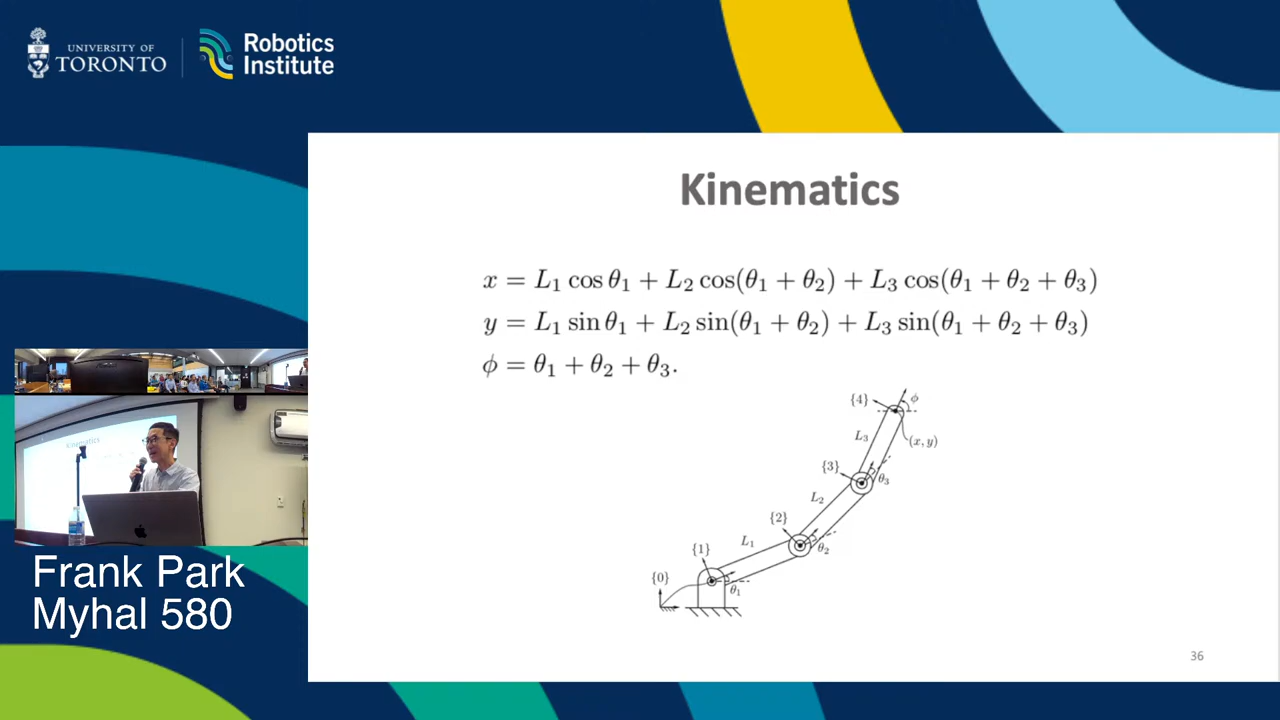 UNIVERSITY OF
TORONTO
Robotics
Institute
Kinematics
x = L₁ cos θ₁ + L₂ cos(θ₁ + θ₂) + L₃ cos(θ₁ + θ₂ + θ₃)
y = L₁ sin θ₁ + L₂ sin(θ₁ + θ₂) + L₃ sin(θ₁ + θ₂ + θ₃)
ϕ = θ₁ + θ₂ + θ₃.
{4}
ϕ
L₃
(x, y)
{3}
θ₃
L₂
{2}
L₁
θ₂
{1}
{0}
θ₁
36
Kinematics
Frank Park
Myhal 580